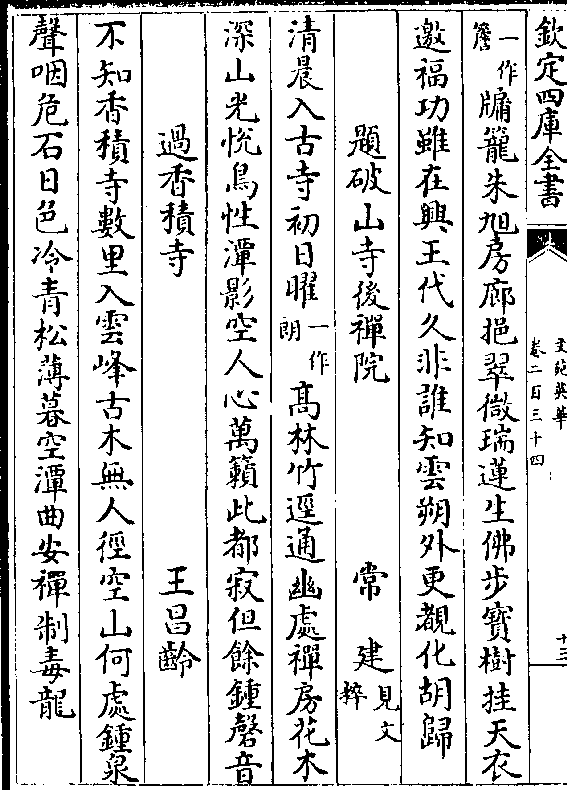 欽定四庫全書
文苑英華
卷二百三十四
十三
一作簷牖籠朱旭房廊挹翠微瑞蓮生佛步寳樹挂天衣
邀福功雖在興王代久非誰知雲朔外更覩化胡歸
題破山寺後禪院 常建見文粹
清晨入古寺初日曜一作朗髙林竹逕通幽處禪房花木
深山光悦鳥性潭影空人心萬籟此都寂但餘鍾磬音
過香積寺 王昌齡
不知香積寺數里入雲峰古木無人徑空山何處鍾泉
聲咽危石日色冷青松薄暮空潭曲安禪制毒龍